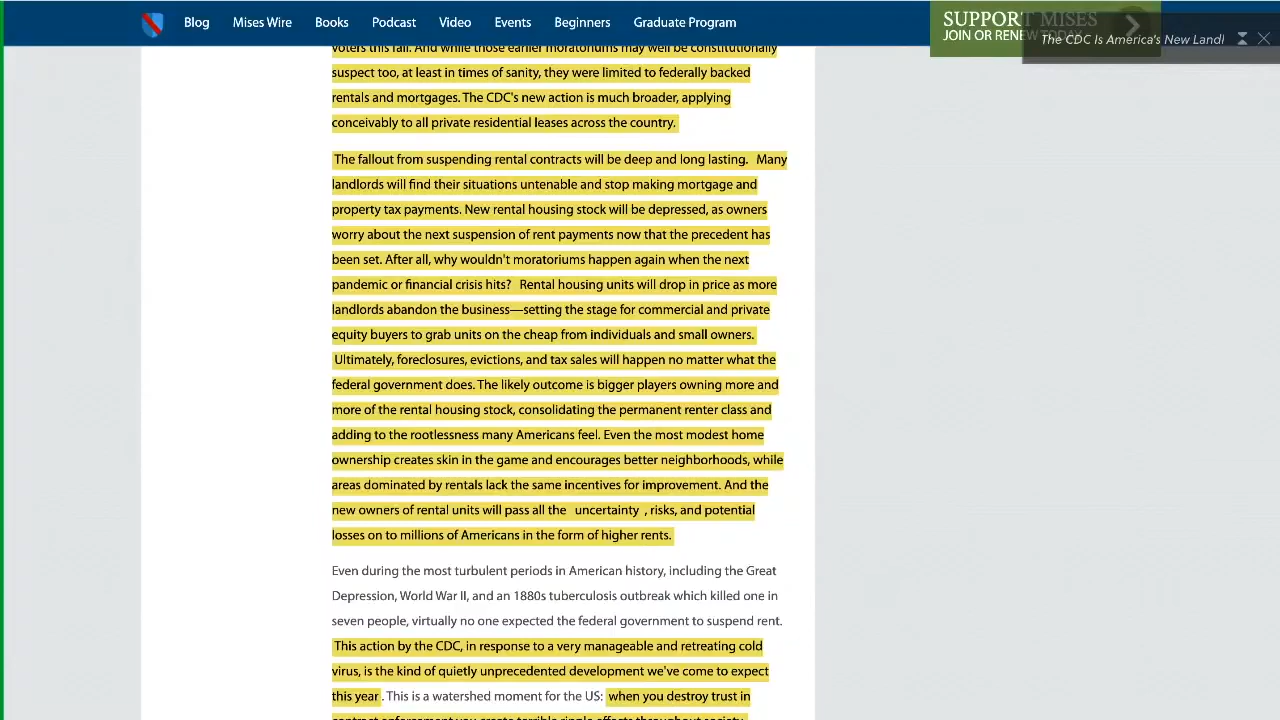 Blog Mises Wire Books Podcast Video Events Beginners Graduate Program
SUPPORT MISES
JOIN OR RENEW TODAY
The CDC Is America's New Landl
voters this fall. And while those earlier moratoriums may well be constitutionally
suspect too, at least in times of sanity, they were limited to federally backed
rentals and mortgages. The CDC's new action is much broader, applying
conceivably to all private residential leases across the country.
The fallout from suspending rental contracts will be deep and long lasting. Many
landlords will find their situations untenable and stop making mortgage and
property tax payments. New rental housing stock will be depressed, as owners
worry about the next suspension of rent payments now that the precedent has
been set. After all, why wouldn't moratoriums happen again when the next
pandemic or financial crisis hits? Rental housing units will drop in price as more
landlords abandon the business—setting the stage for commercial and private
equity buyers to grab units on the cheap from individuals and small owners.
Ultimately, foreclosures, evictions, and tax sales will happen no matter what the
federal government does. The likely outcome is bigger players owning more and
more of the rental housing stock, consolidating the permanent renter class and
adding to the rootlessness many Americans feel. Even the most modest home
ownership creates skin in the game and encourages better neighborhoods, while
areas dominated by rentals lack the same incentives for improvement. And the
new owners of rental units will pass all the uncertainty , risks, and potential
losses on to millions of Americans in the form of higher rents.
Even during the most turbulent periods in American history, including the Great
Depression, World War II, and an 1880s tuberculosis outbreak which killed one in
seven people, virtually no one expected the federal government to suspend rent.
This action by the CDC, in response to a very manageable and retreating cold
virus, is the kind of quietly unprecedented development we've come to expect
this year. This is a watershed moment for the US: when you destroy trust in
contract enforcement you create terrible ripple effects throughout society.